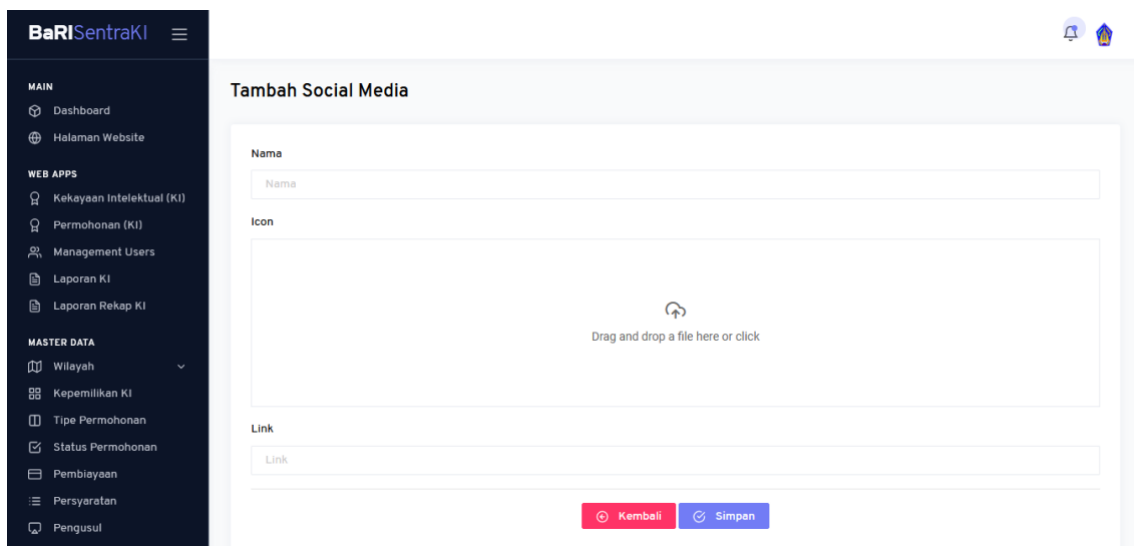 BaRISentraKI
MAIN
Dashboard
Halaman Website
WEB APPS
Kekayaan Intelektual (KI)
Permohonan (KI)
Management Users
Laporan KI
Laporan Rekap KI
MASTER DATA
Wilayah
Kepemilikan KI
Tipe Permohonan
Status Permohonan
Pembiayaan
Persyaratan
Pengusul
Tambah Social Media
Nama
Nama
Icon
Drag and drop a file here or click
Link
Link
Kembali
Simpan